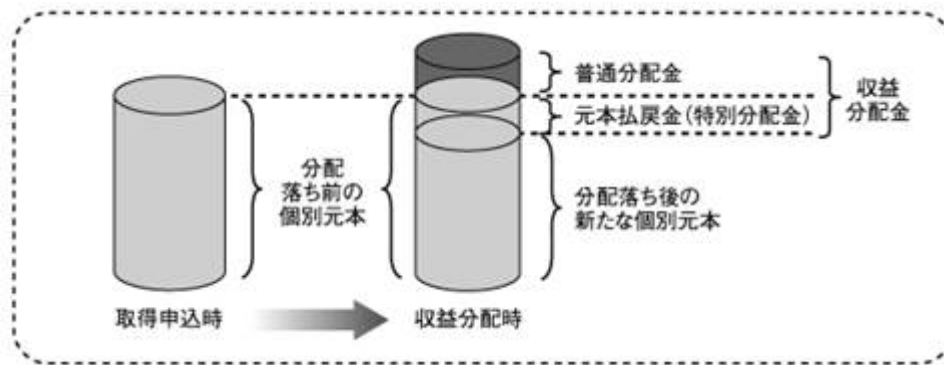 普通分配金
収益
分配金
元本払戻金(特別分配金)
分配
落ち前の
個別元本
分配落ち後の
新たな個別元本
取得申込時
収益分配時